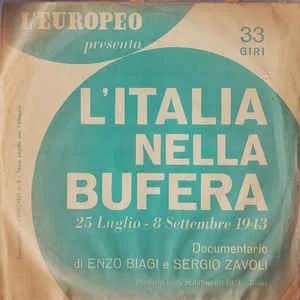 L'EUROPEO
presenta
33
GIRI
L'ITALIA
NELLA
BUFERA
25 Luglio - 8 Settembre 1943
Documentario
di ENZO BIAGI e SERGIO ZAVOLI